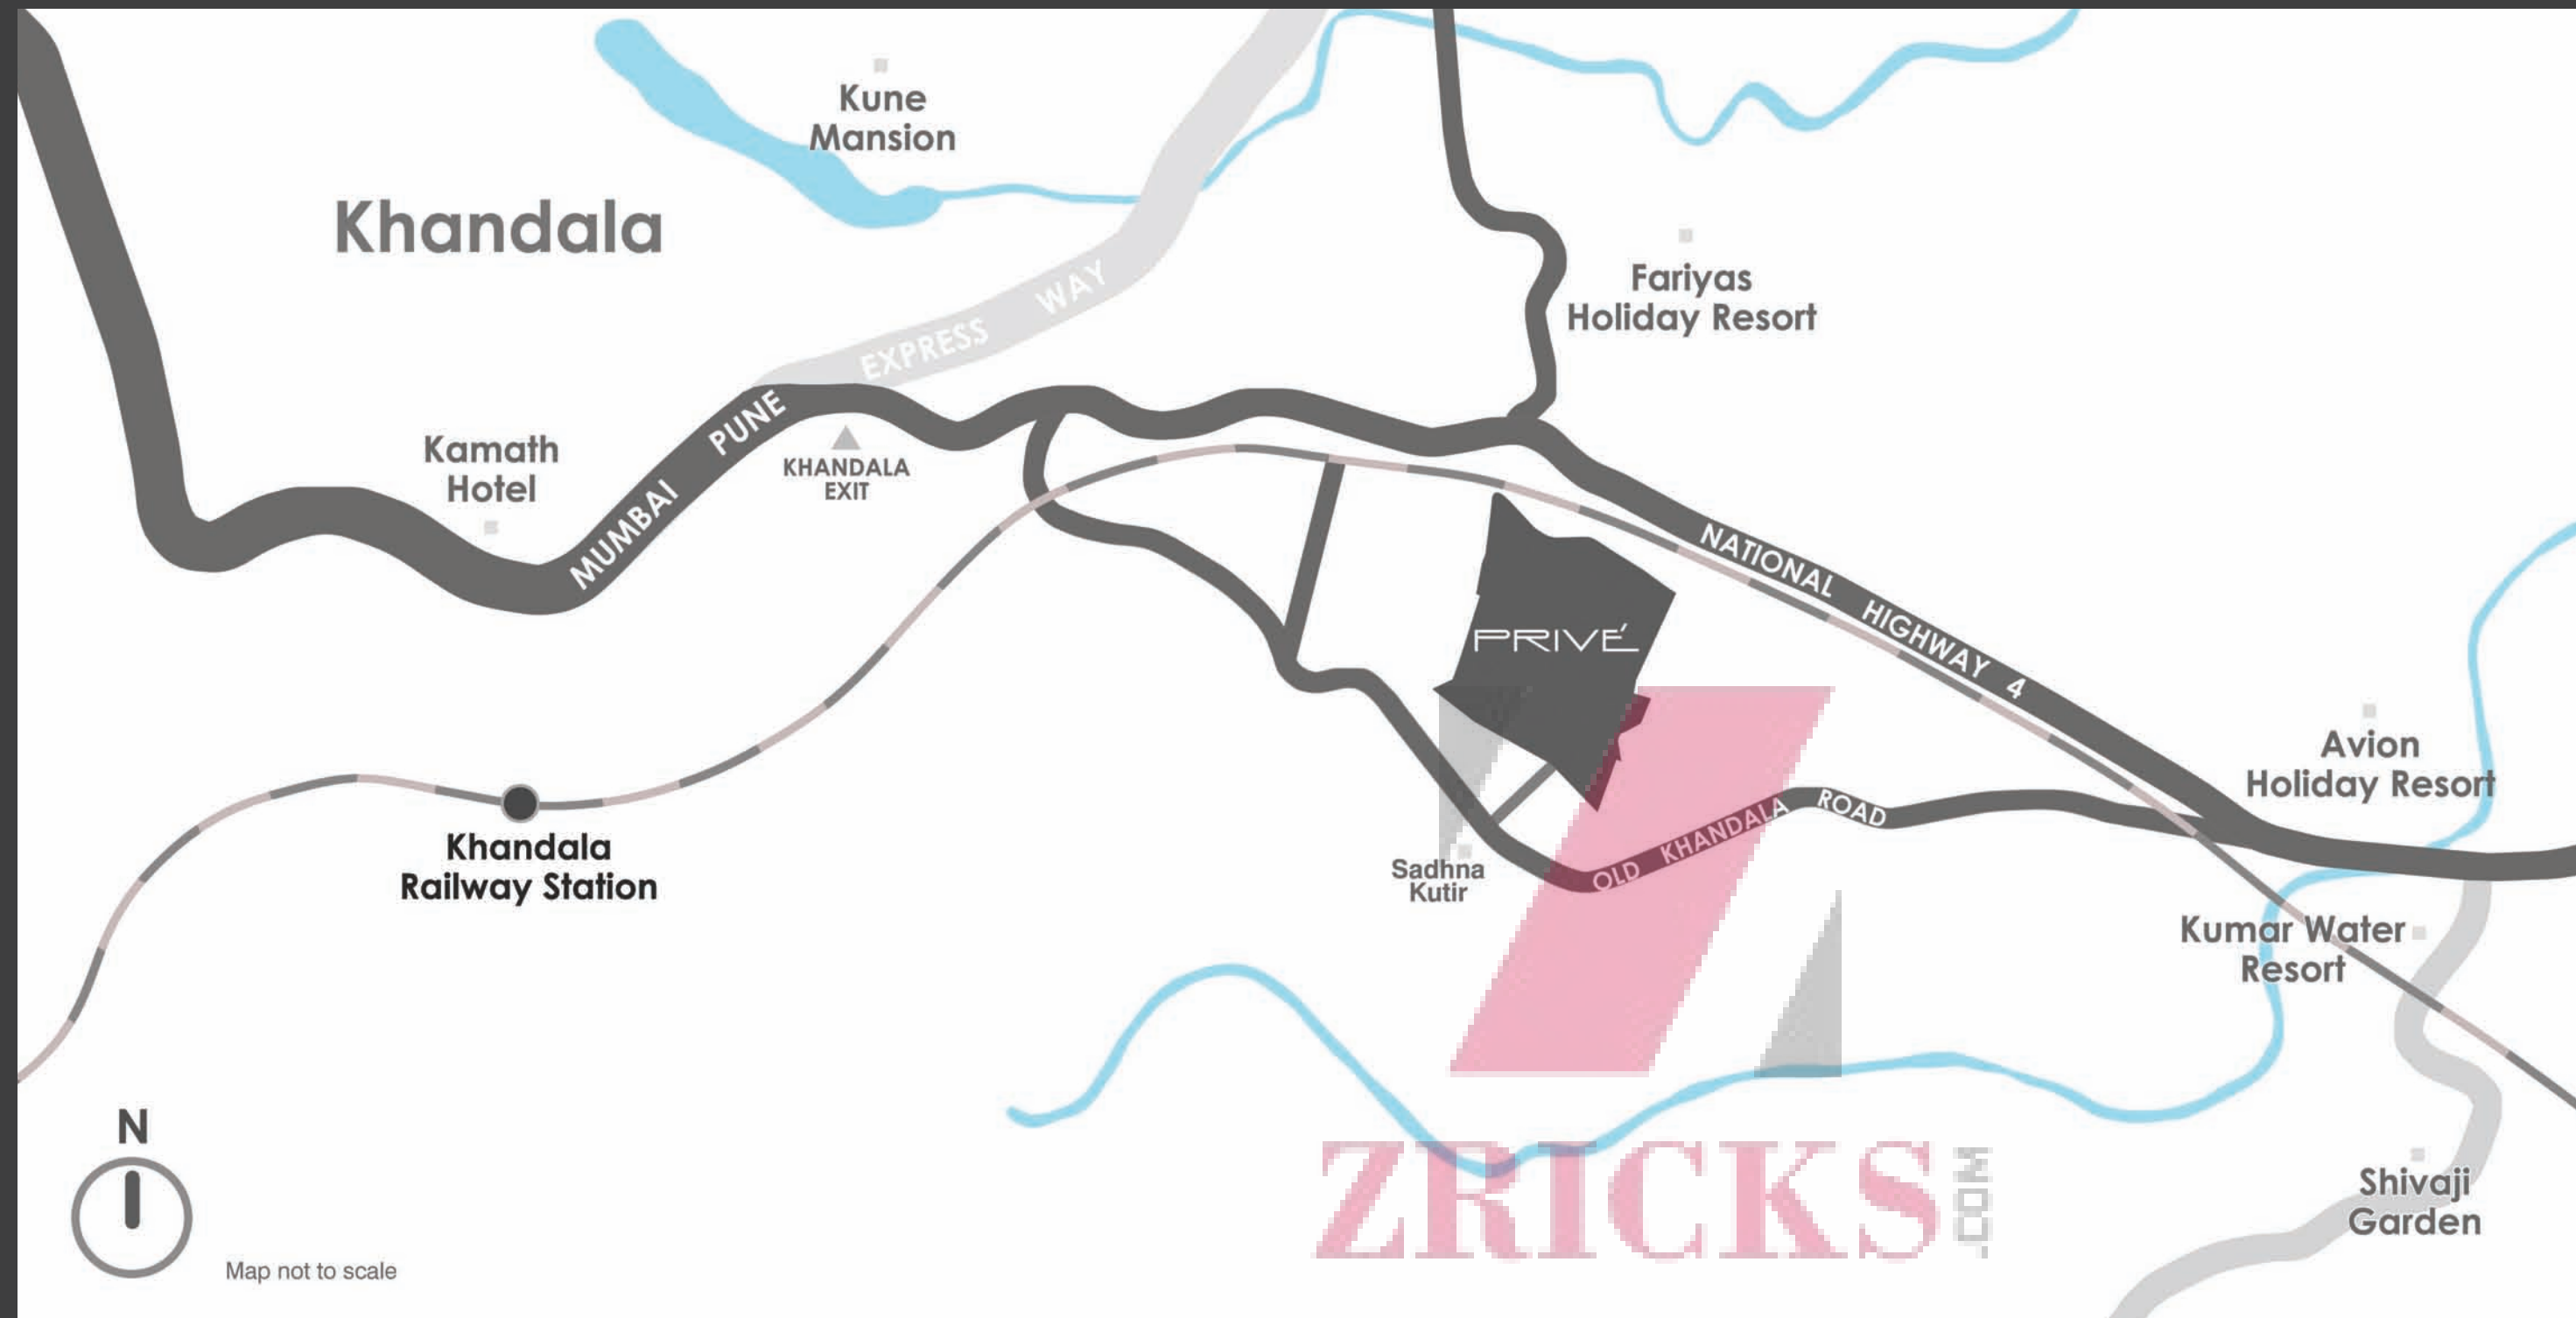 Kune
Mansion
Khandala
Fariyas
Holiday Resort
EXPRESS WAY
MUMBAI PUNE
Kamath
Hotel
KHANDALA
EXIT
NATIONAL HIGHWAY 4
PRIVÉ
Avion
Holiday Resort
OLD KHANDALA ROAD
Khandala
Railway Station
Sadhna
Kutir
Kumar Water
Resort
N
Map not to scale
Shivaji
Garden
ZRICKS
.COM